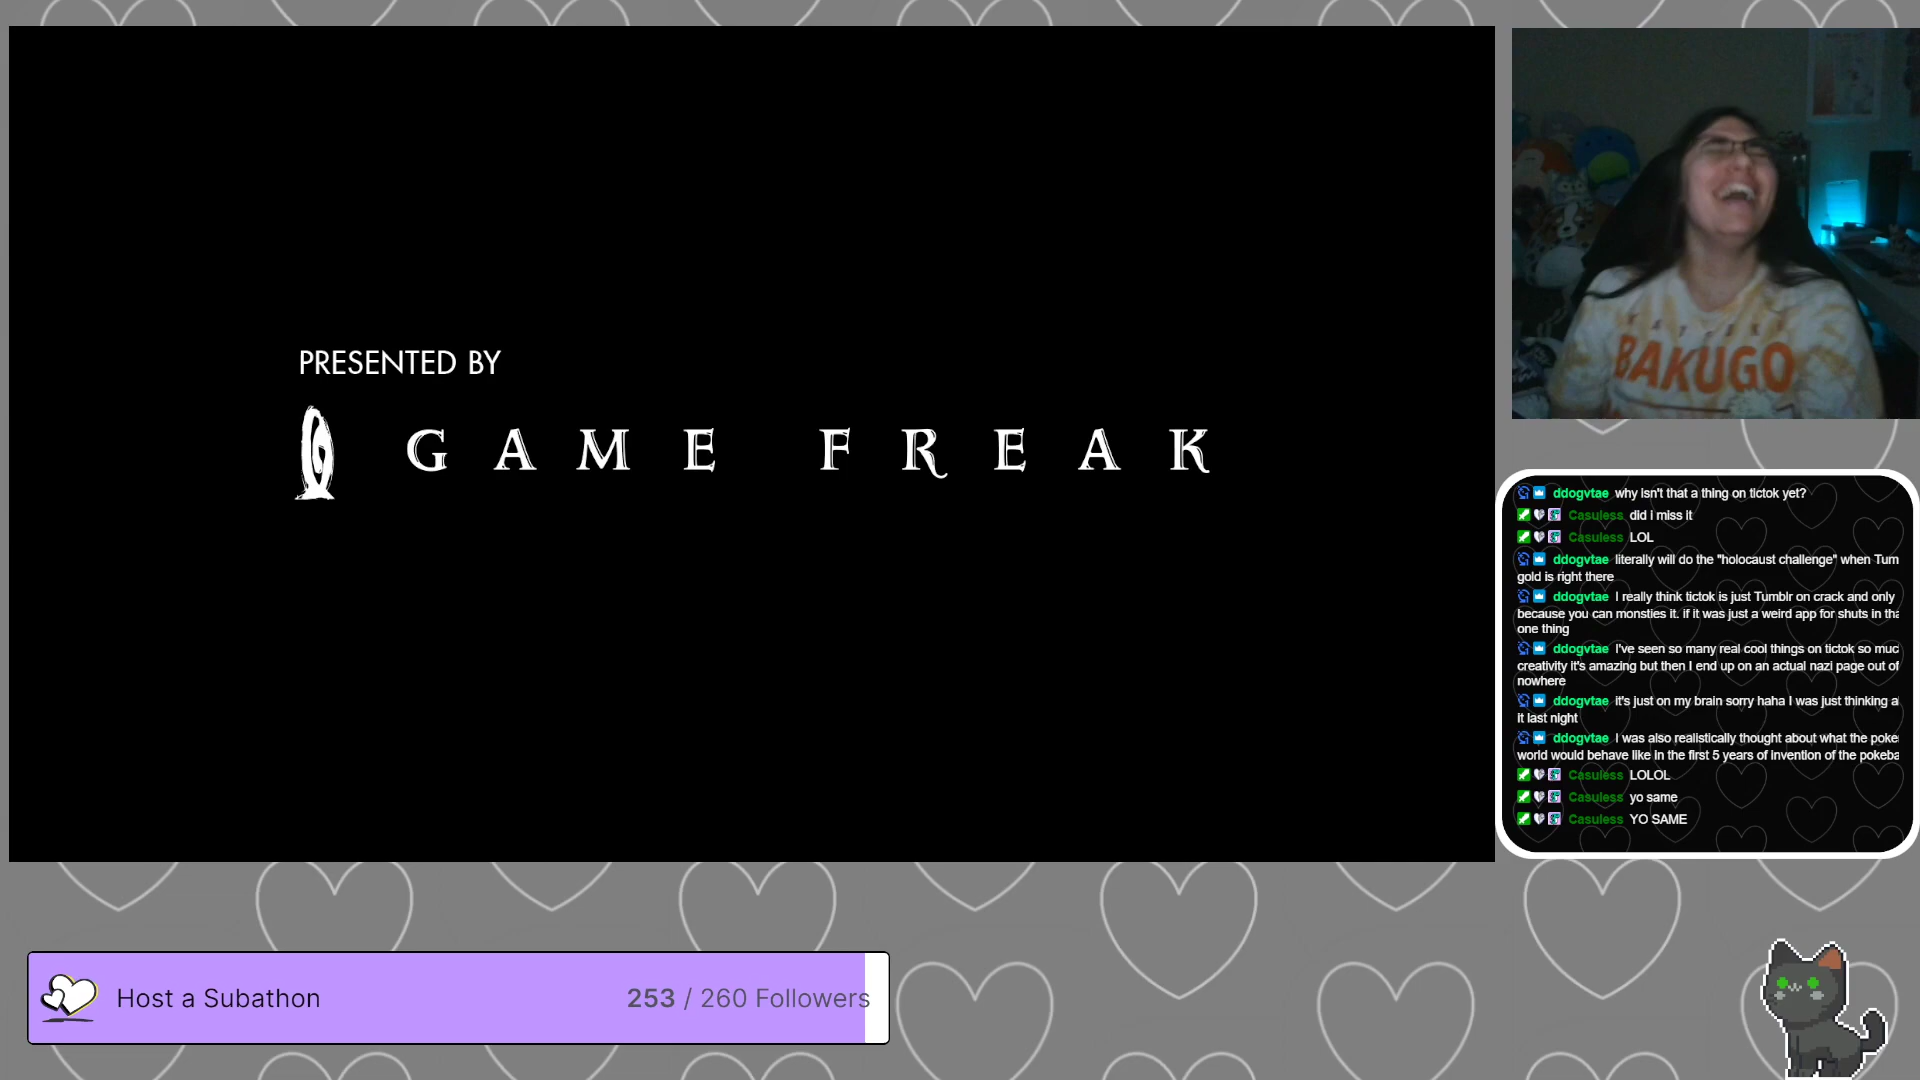 PRESENTED BY
GAME FREAK
BAKUGO
ddogvtae why isn't that a thing on tictok yet?
Casuless did I miss it
Casuless LOL
ddogvtae literally will do the "holocaust challenge" when Tum
gold is right there
ddogvtae I really think tictok is just Tumblr on crack and only
because you can monsties it. if it was just a weird app for shuts in tha
one thing
ddogvtae I've seen so many real cool things on tictok so muc
creativity it's amazing but then I end up on an actual nazi page out of
nowhere
ddogvtae it's just on my brain sorry haha I was just thinking a
it last night
ddogvtae I was also realistically thought about what the poke
world would behave like in the first 5 years of invention of the pokeba
Casuless LOLOL
Casuless yo same
Casuless YO SAME
Host a Subathon
253 / 260 Followers